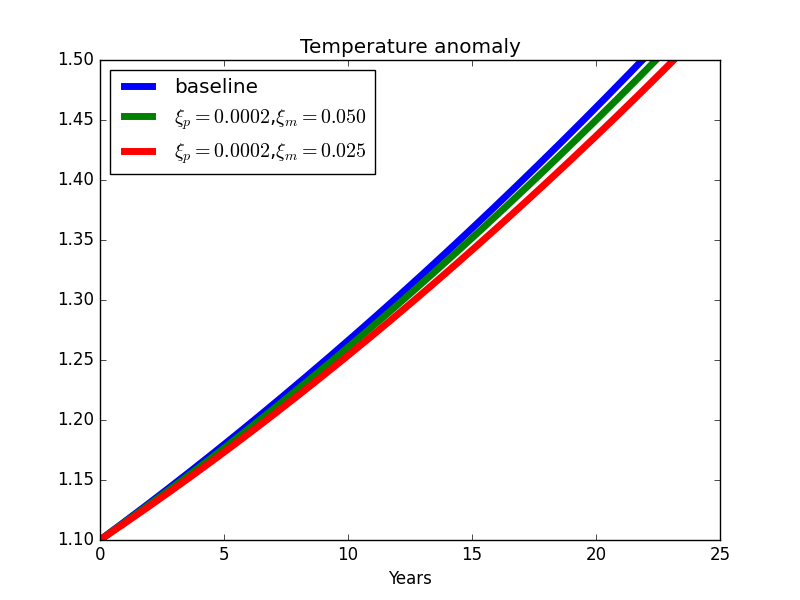 Temperature anomaly
1.50
1.45
1.40
1.35
1.30
1.25
1.20
1.15
1.10
baseline
ξp = 0.0002,ξm = 0.050
ξp = 0.0002,ξm = 0.025
0 5 10 15 20 25
Years